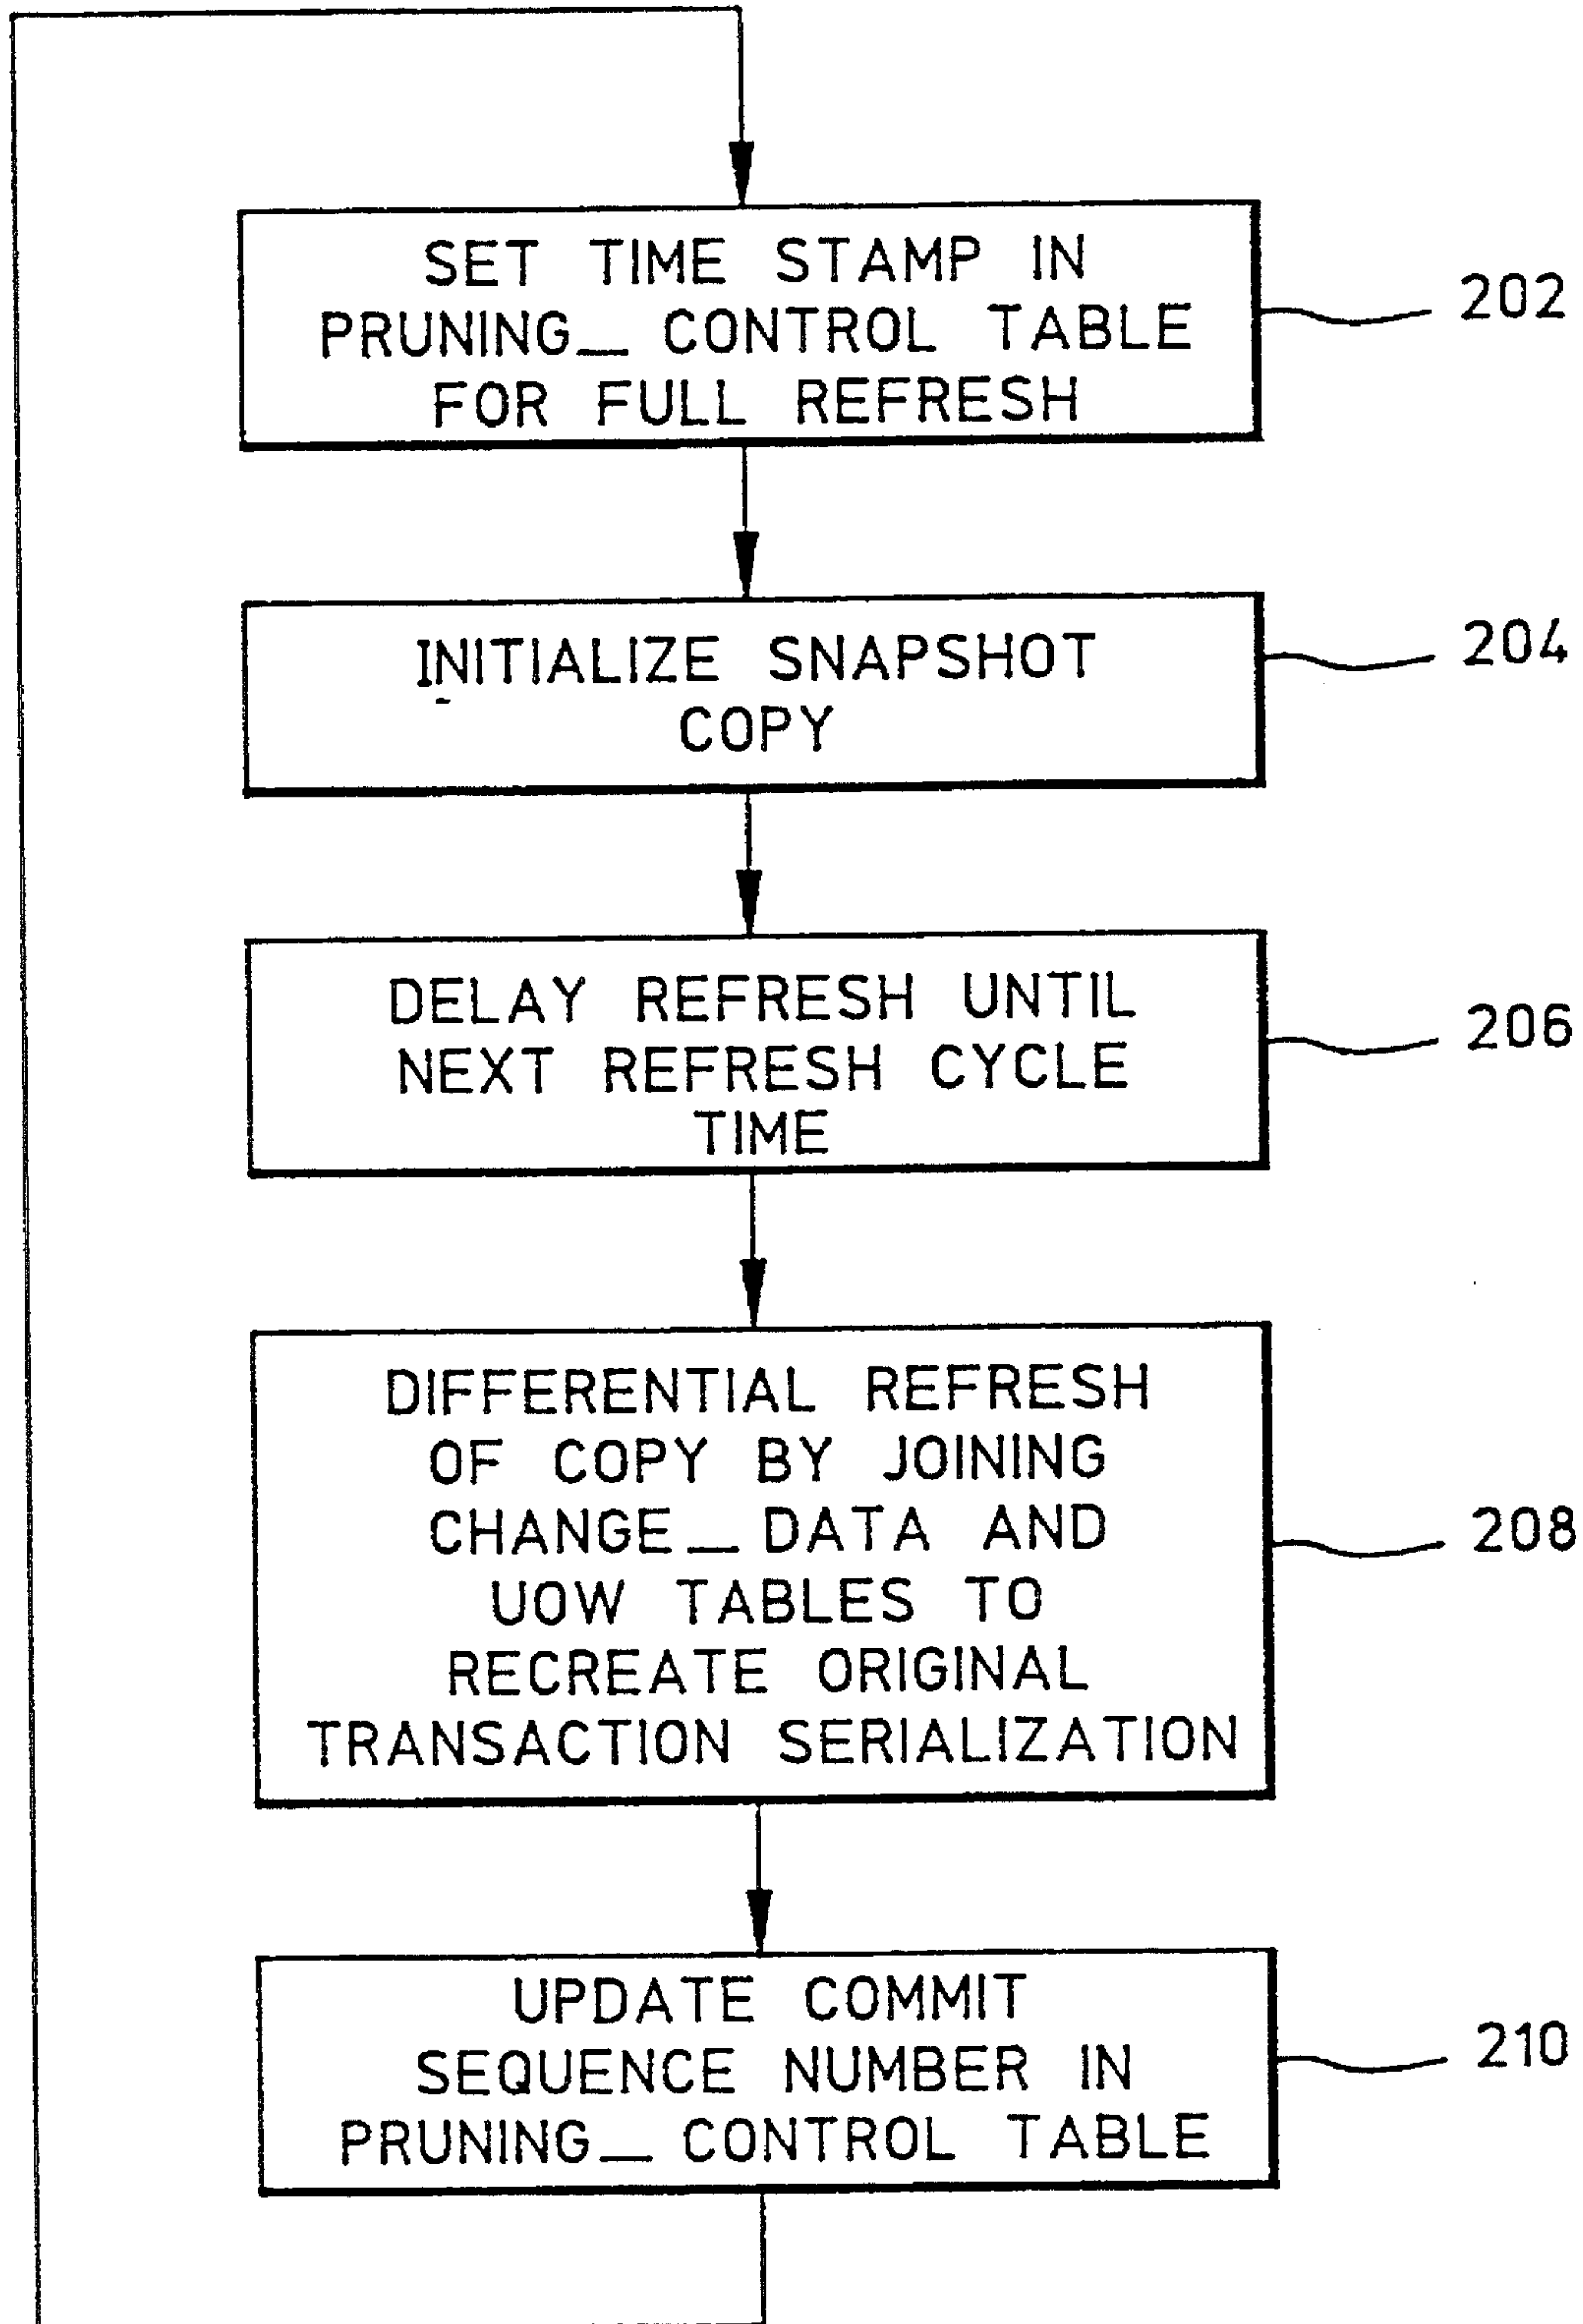 SET TIME STAMP IN
PRUNING_ CONTROL TABLE
FOR FULL REFRESH
202
INITIALIZE SNAPSHOT
COPY
204
DELAY REFRESH UNTIL
NEXT REFRESH CYCLE
TIME
206
DIFFERENTIAL REFRESH
OF COPY BY JOINING
CHANGE_ DATA AND
UOW TABLES TO
RECREATE ORIGINAL
TRANSACTION SERIALIZATION
208
UPDATE COMMIT
SEQUENCE NUMBER IN
PRUNING_ CONTROL TABLE
210